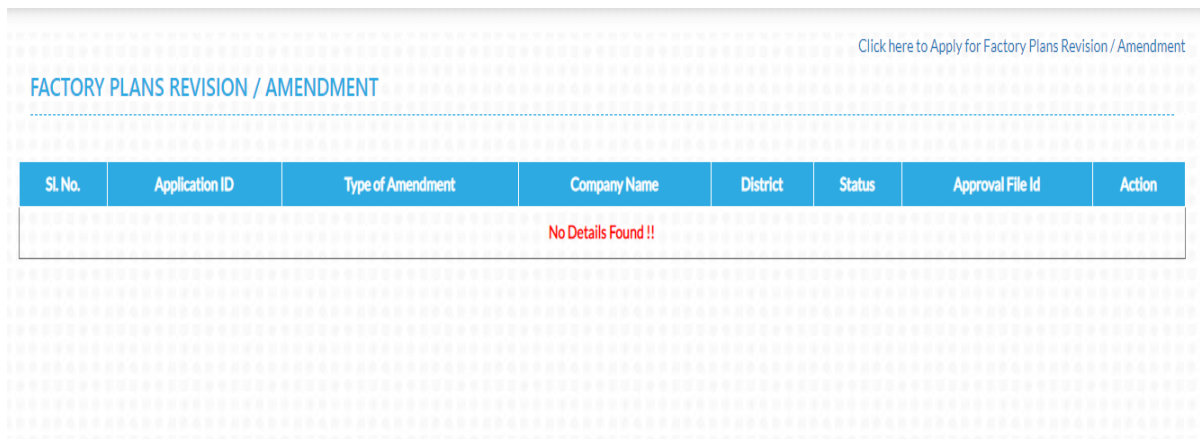 Click here to Apply for Factory Plans Revision / Amendment
FACTORY PLANS REVISION / AMENDMENT
Sl. No. Application ID Type of Amendment Company Name District Status Approval File Id Action
No Details Found !!